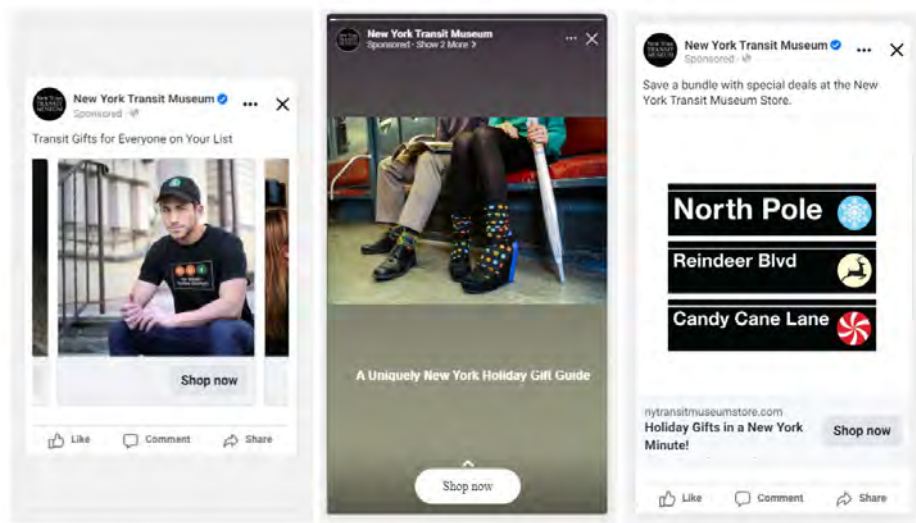 New York Transit Museum
Sponsored
Transit Gifts for Everyone on Your List
Shop now
Like
Comment
Share
New York Transit Museum
Sponsored · Show 2 More >
A Uniquely New York Holiday Gift Guide
Shop now
New York Transit Museum
Sponsored
Save a bundle with special deals at the New
York Transit Museum Store.
North Pole
Reindeer Blvd
Candy Cane Lane
nytransitmuseumstore.com
Holiday Gifts in a New York
Minute!
Shop now
Like
Comment
Share